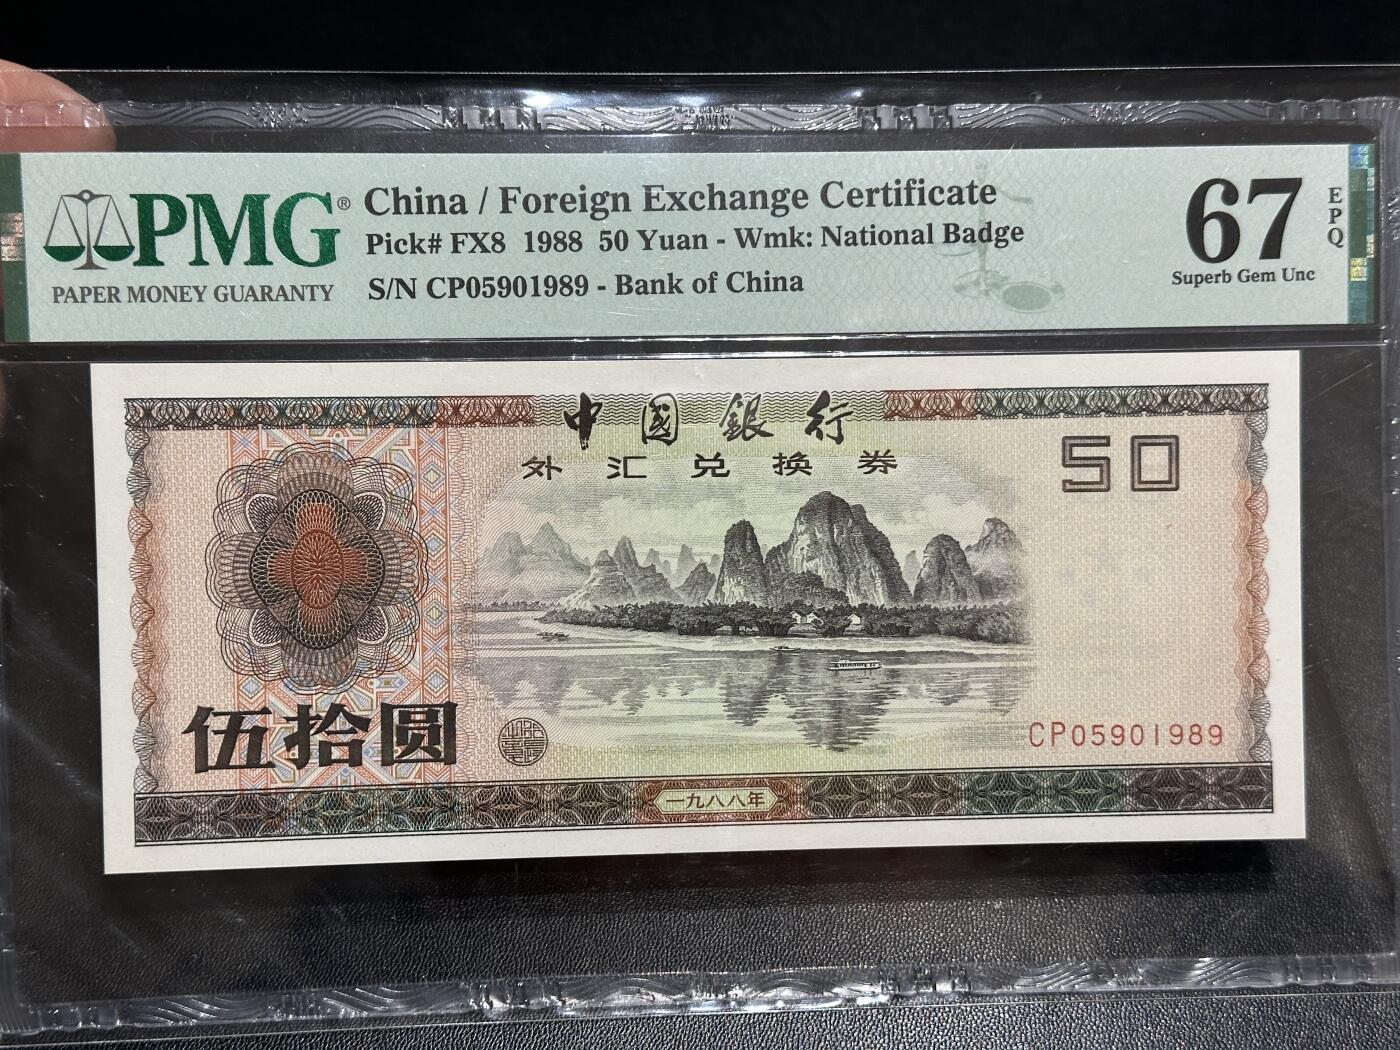 PMG®
PAPER MONEY GUARANTY
China / Foreign Exchange Certificate
Pick# FX8 1988 50 Yuan - Wmk: National Badge
S/N CP05901989 - Bank of China
67
EPQ
Superb Gem Unc
中國銀行
外汇兑换券
50
伍拾圆
CP05901989
一九八八年